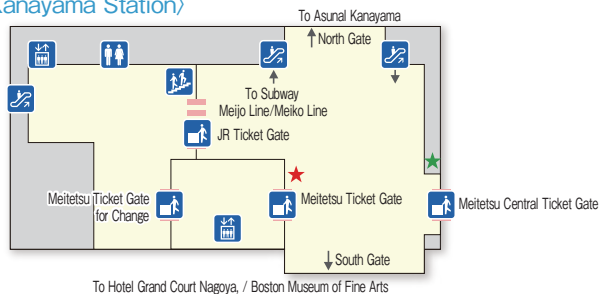 Kanayama Station〉
To Asunal Kanayama
North Gate
To Subway
Meijo Line/Meiko Line
JR Ticket Gate
Meitetsu Ticket Gate
for Change
Meitetsu Ticket Gate
Meitetsu Central Ticket Gate
South Gate
To Hotel Grand Court Nagoya, / Boston Museum of Fine Arts